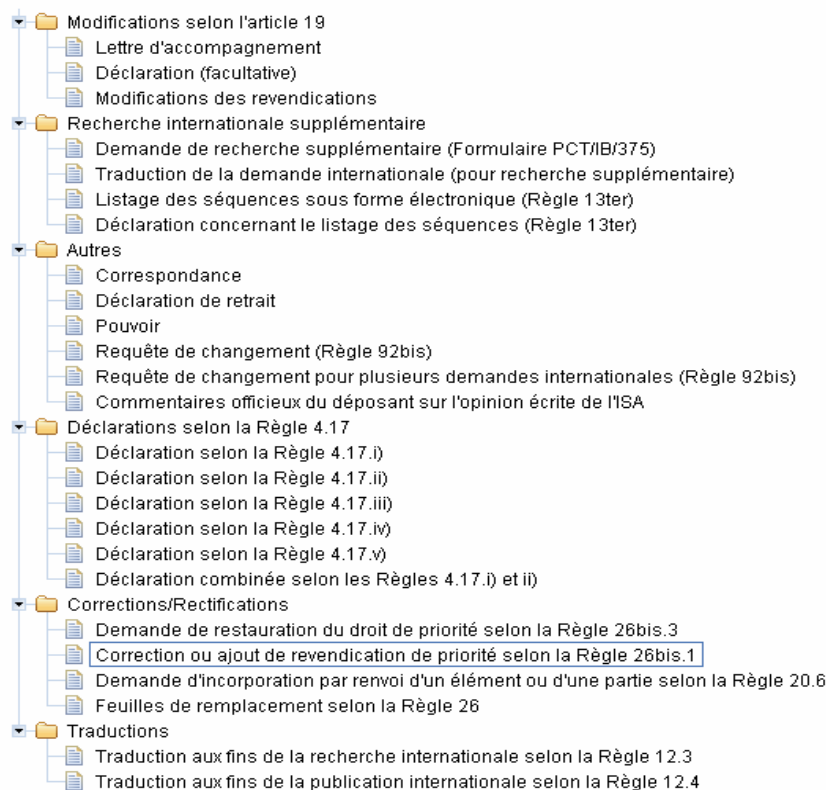 Modifications selon l'article 19
Lettre d'accompagnement
Déclaration (facultative)
Modifications des revendications
Recherche internationale supplémentaire
Demande de recherche supplémentaire (Formulaire PCT/IB/375)
Traduction de la demande internationale (pour recherche supplémentaire)
Listage des séquences sous forme électronique (Règle 13ter)
Déclaration concernant le listage des séquences (Règle 13ter)
Autres
Correspondance
Déclaration de retrait
Pouvoir
Requête de changement (Règle 92bis)
Requête de changement pour plusieurs demandes internationales (Règle 92bis)
Commentaires officieux du déposant sur l'opinion écrite de l'ISA
Déclarations selon la Règle 4.17
Déclaration selon la Règle 4.17.i)
Déclaration selon la Règle 4.17.ii)
Déclaration selon la Règle 4.17.iii)
Déclaration selon la Règle 4.17.iv)
Déclaration selon la Règle 4.17.v)
Déclaration combinée selon les Règles 4.17.i) et ii)
Corrections/Rectifications
Demande de restauration du droit de priorité selon la Règle 26bis.3
Correction ou ajout de revendication de priorité selon la Règle 26bis.1
Demande d'incorporation par renvoi d'un élément ou d'une partie selon la Règle 20.6
Feuilles de remplacement selon la Règle 26
Traductions
Traduction aux fins de la recherche internationale selon la Règle 12.3
Traduction aux fins de la publication internationale selon la Règle 12.4